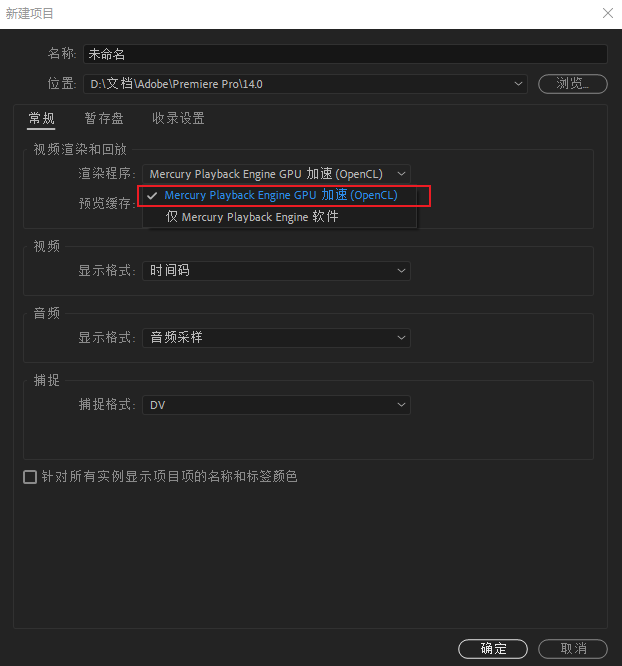 新建项目
名称: 未命名
位置: D:\文档\Adobe\Premiere Pro\14.0 浏览...
常规 暂存盘 收录设置
视频渲染和回放
渲染程序: Mercury Playback Engine GPU 加速 (OpenCL)
Mercury Playback Engine GPU 加速 (OpenCL)
预览缓存:
仅 Mercury Playback Engine 软件
视频
显示格式: 时间码
音频
显示格式: 音频采样
捕捉
捕捉格式: DV
针对所有实例显示项目项的名称和标签颜色
确定 取消